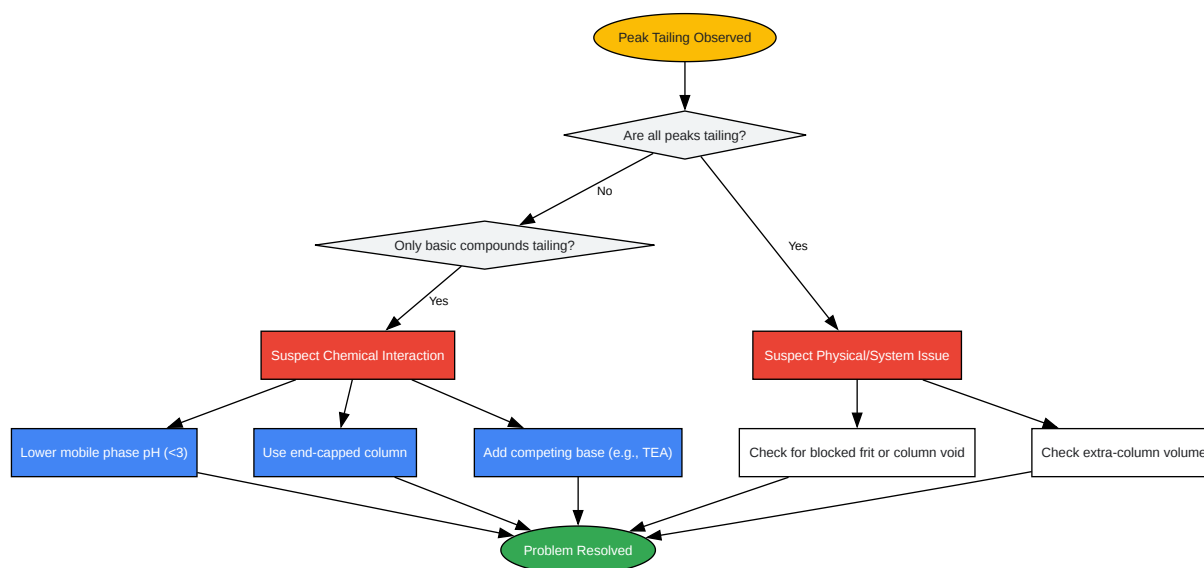 Peak Tailing Observed
Are all peaks tailing?
No
Only basic compounds tailing?
Yes
Yes
Suspect Chemical Interaction
Suspect Physical/System Issue
Lower mobile phase pH (<3)
Use end-capped column
Add competing base (e.g., TEA)
Check for blocked frit or column void
Check extra-column volume
Problem Resolved